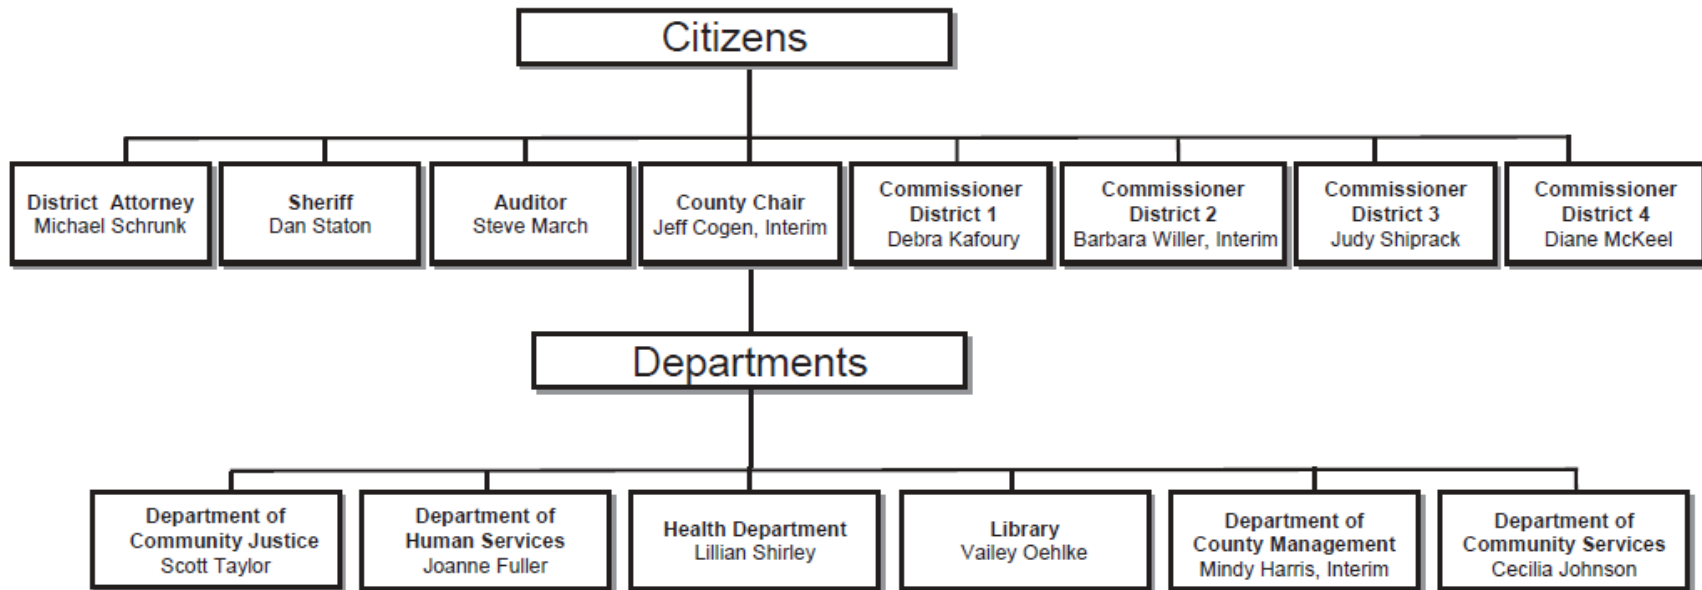 Citizens
District Attorney
Michael Schrunk
Sheriff
Dan Staton
Auditor
Steve March
County Chair
Jeff Cogen, Interim
Commissioner
District 1
Debra Kafoury
Commissioner
District 2
Barbara Willer, Interim
Commissioner
District 3
Judy Shiprack
Commissioner
District 4
Diane McKeel
Departments
Department of
Community Justice
Scott Taylor
Department of
Human Services
Joanne Fuller
Health Department
Lillian Shirley
Library
Vailey Oehlke
Department of
County Management
Mindy Harris, Interim
Department of
Community Services
Cecilia Johnson